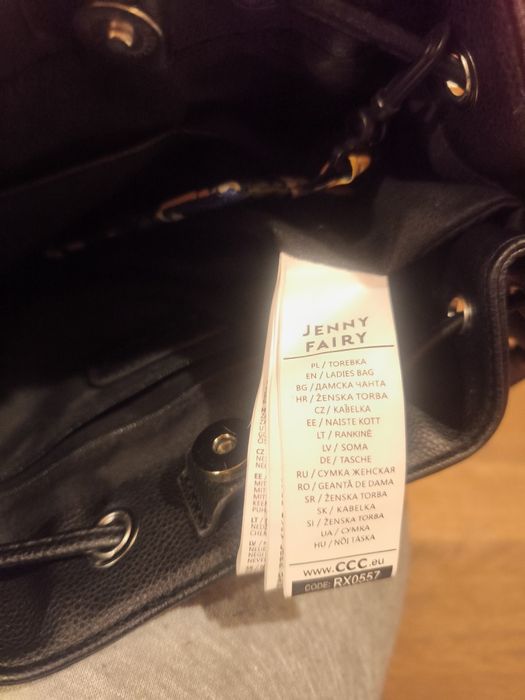 JENNY
FAIRY
PL / TOREBKA
EN / LADIES BAG
BG / ДАМСКА ЧАНТА
HR / ŽENSKA TORBA
CZ / KABELKA
EE / NAISTE KOTT
LT / RANKINĖ
LV / SOMA
DE / TASCHE
RU / СУМКА ЖЕНСКАЯ
RO / GEANTĂ DE DAMA
SR / ŽENSKA TORBA
SK / KABELKA
SI / ŽENSKA TORBA
UA / СУМКА
HU / NŐI TÁSKA
www.CCC.eu
CODE: RX0557